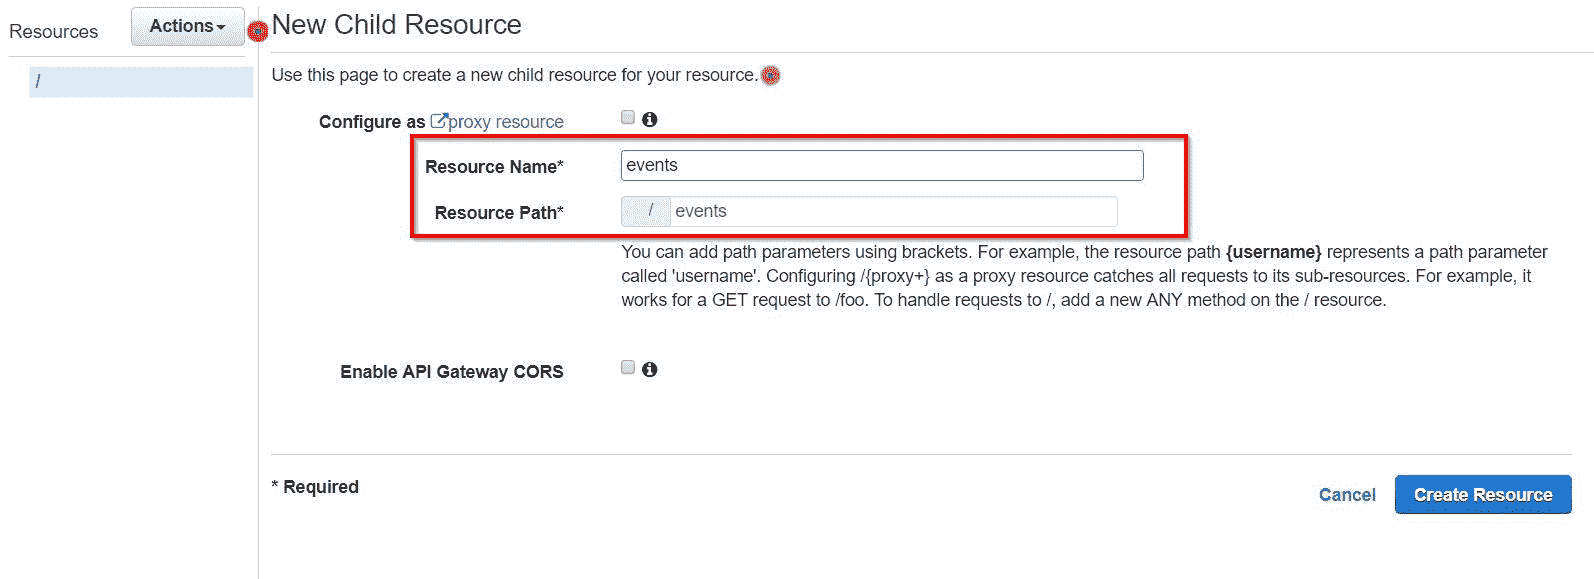 Resources
Actions
New Child Resource
/
Use this page to create a new child resource for your resource.
Configure as proxy resource
Resource Name* events
Resource Path* / events
You can add path parameters using brackets. For example, the resource path {username} represents a path parameter
called 'username'. Configuring /{proxy+} as a proxy resource catches all requests to its sub-resources. For example, it
works for a GET request to /foo. To handle requests to /, add a new ANY method on the / resource.
Enable API Gateway CORS
* Required
Cancel
Create Resource